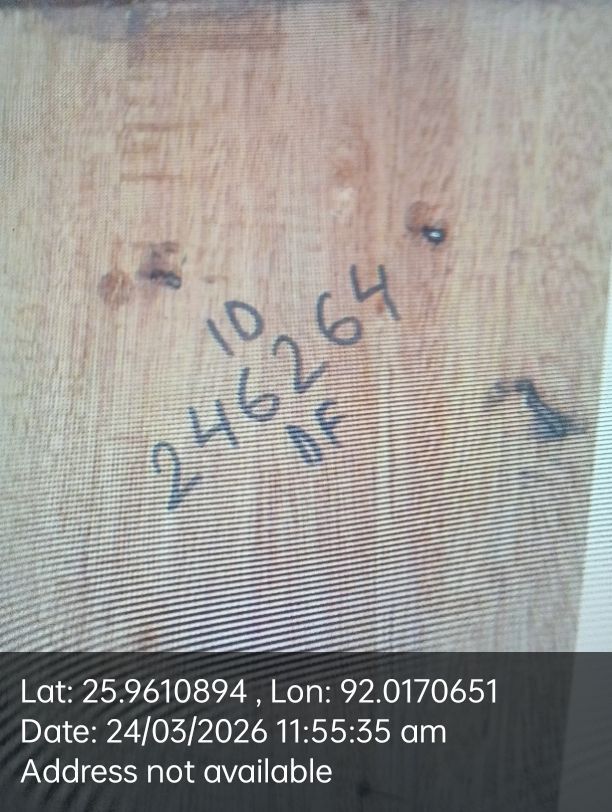 ID
246264
DF
Lat: 25.9610894 , Lon: 92.0170651
Date: 24/03/2026 11:55:35 am
Address not available